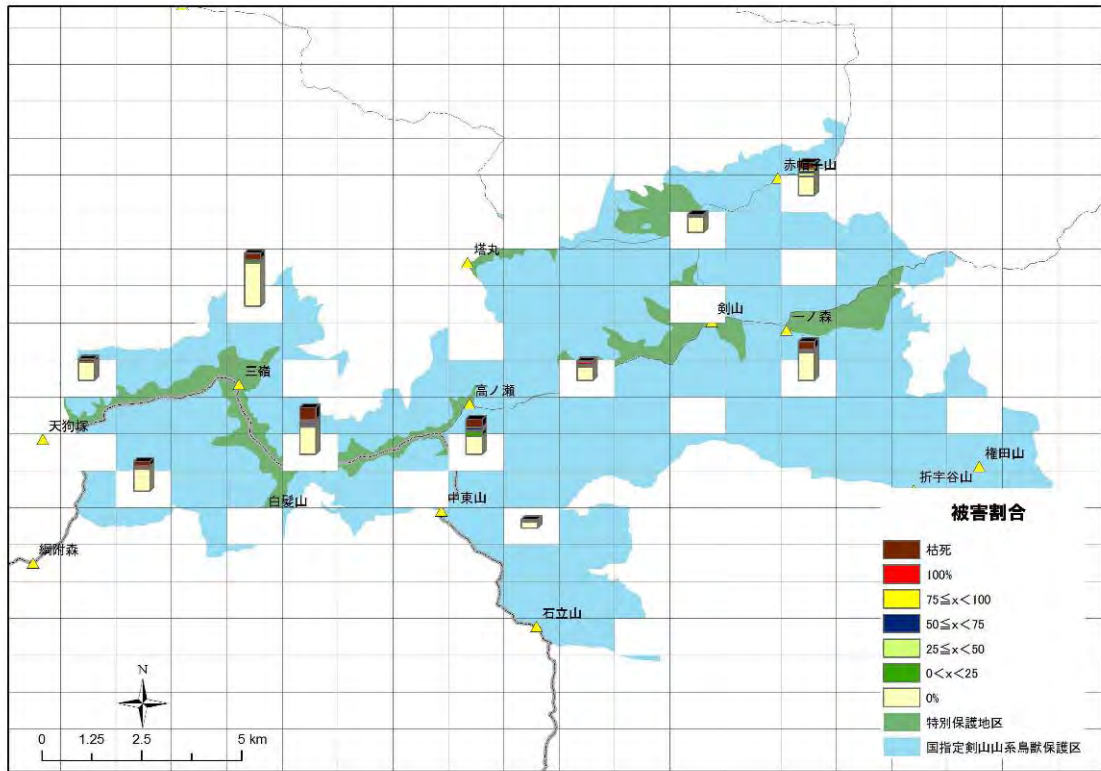 赤帽子山
塔丸
剣山
一ノ森
三嶺
高ノ瀬
天狗塚
権田山
折宇谷山
白髪山
中東山
綱附森
石立山
被害割合
枯死
100%
75≦x<100
50≦x<75
25≦x<50
0<x<25
0%
特別保護地区
国指定剣山山系鳥獣保護区
N
0 1.25 2.5 5 km